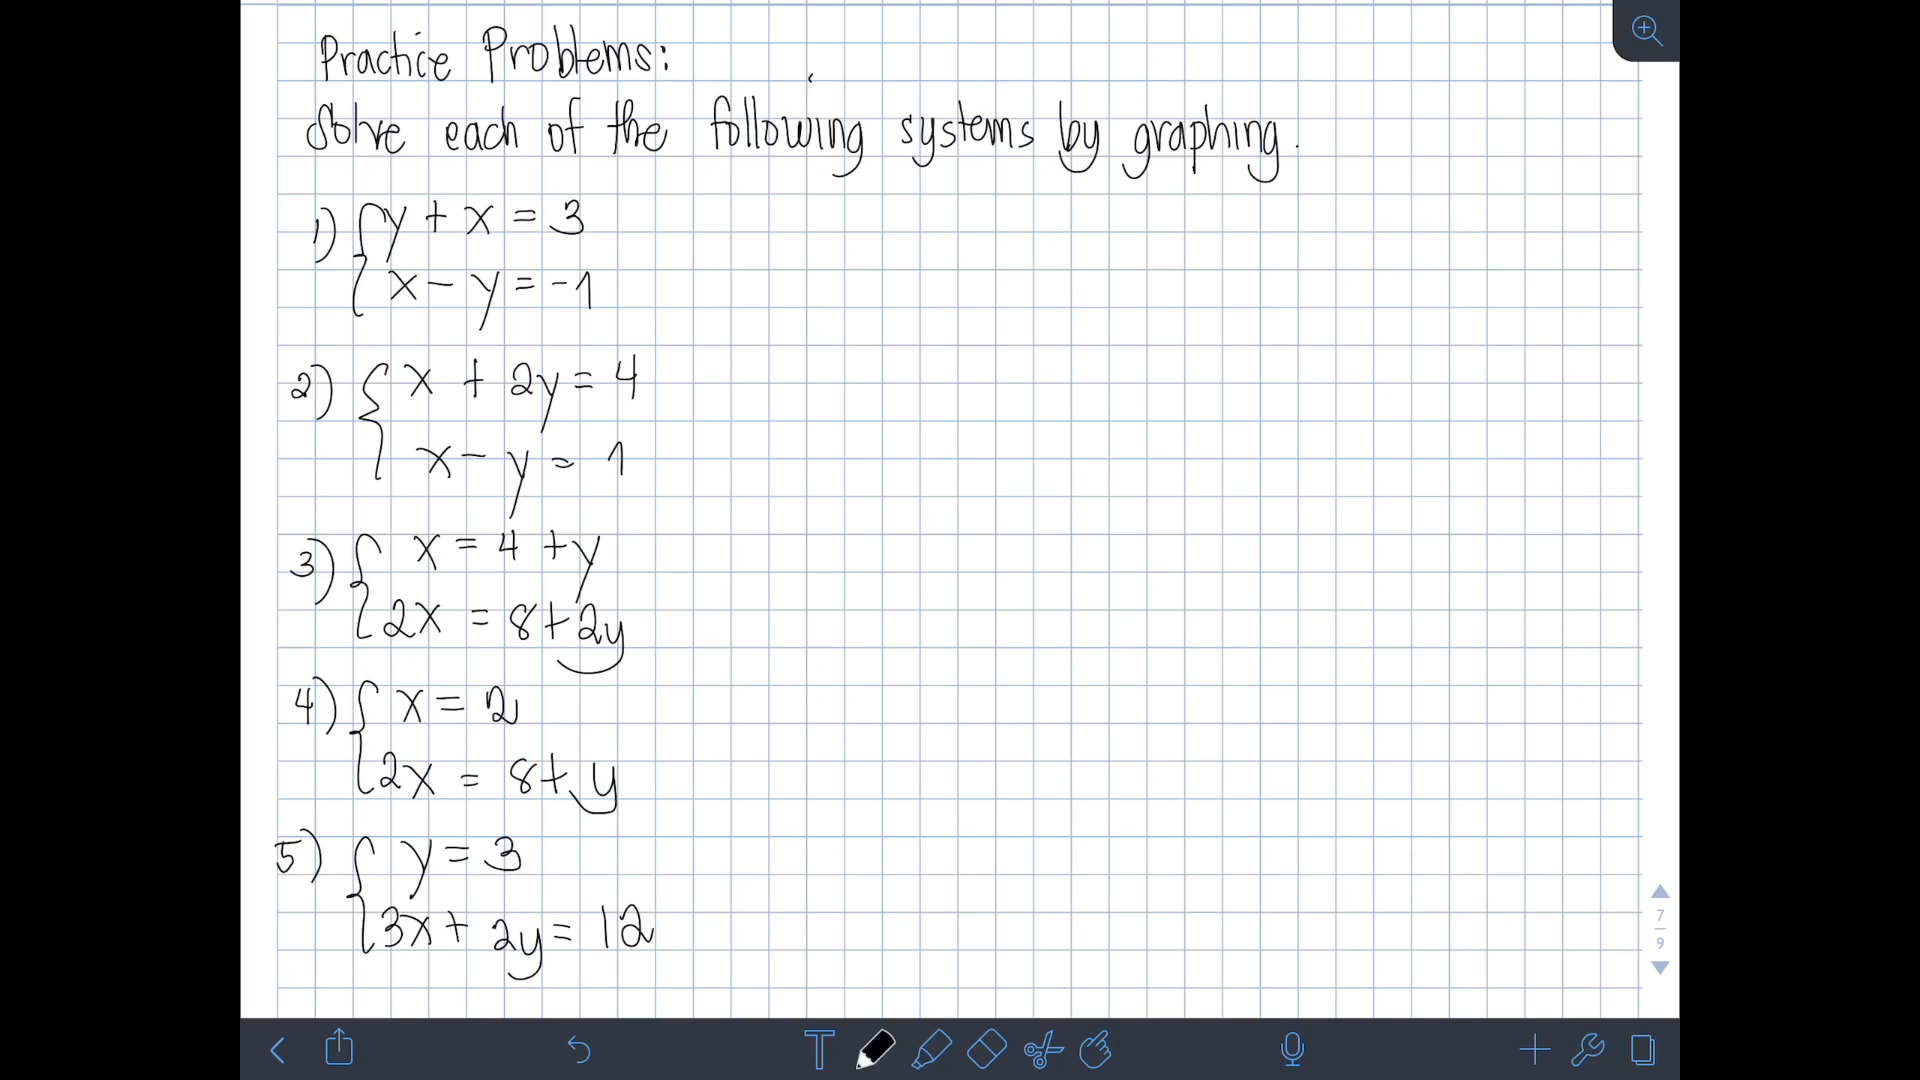 Practice Problems:
Solve each of the following systems by graphing.
1) { y + x = 3
x - y = -1
2) { x + 2y = 4
x - y = 1
3) { x = 4 + y
2x = 8 + 2y
4) { x = 2
2x = 8 + y
5) { y = 3
3x + 2y = 12
7
9
T